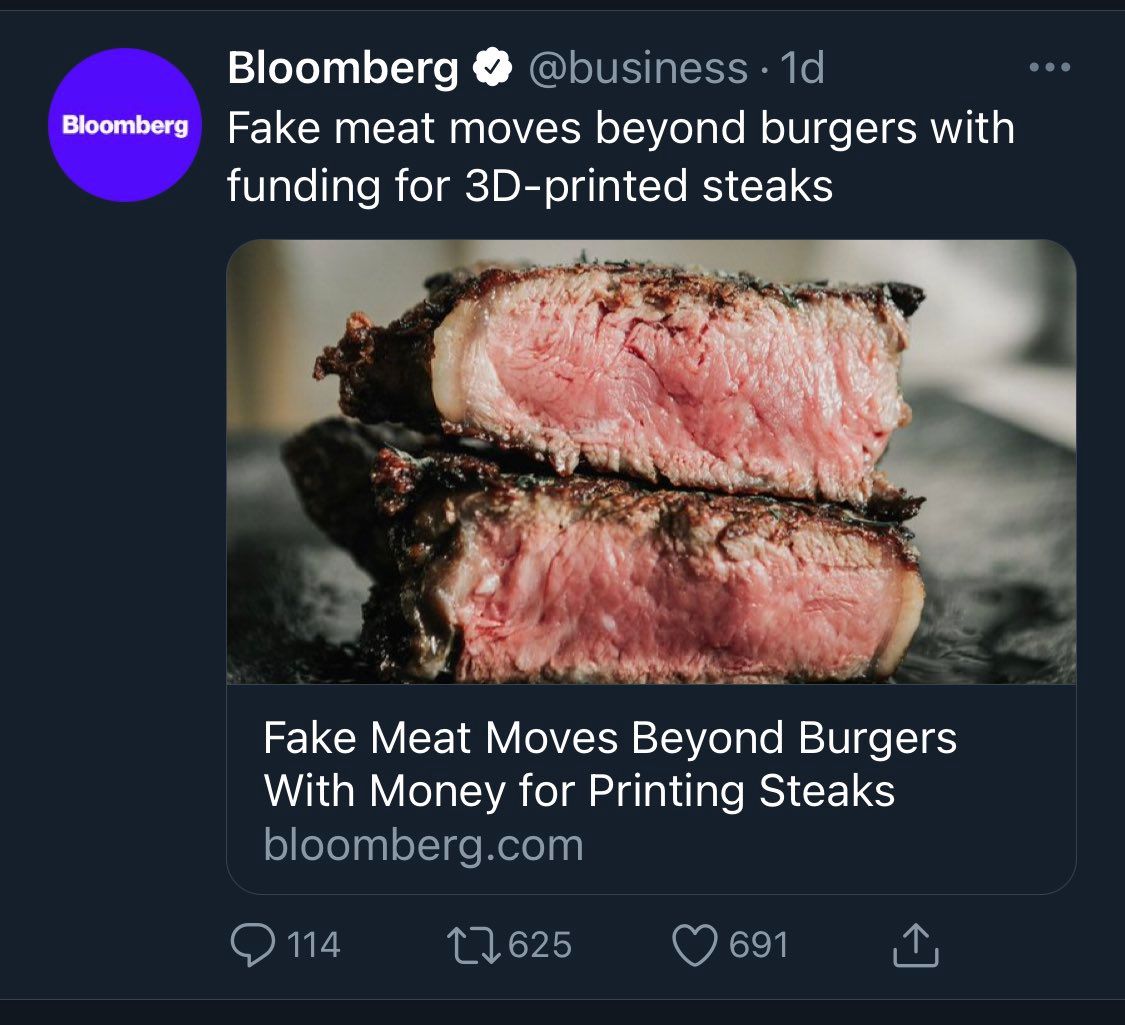 Bloomberg @business · 1d
Bloomberg
Fake meat moves beyond burgers with
funding for 3D-printed steaks
Fake Meat Moves Beyond Burgers
With Money for Printing Steaks
bloomberg.com
114 625 691